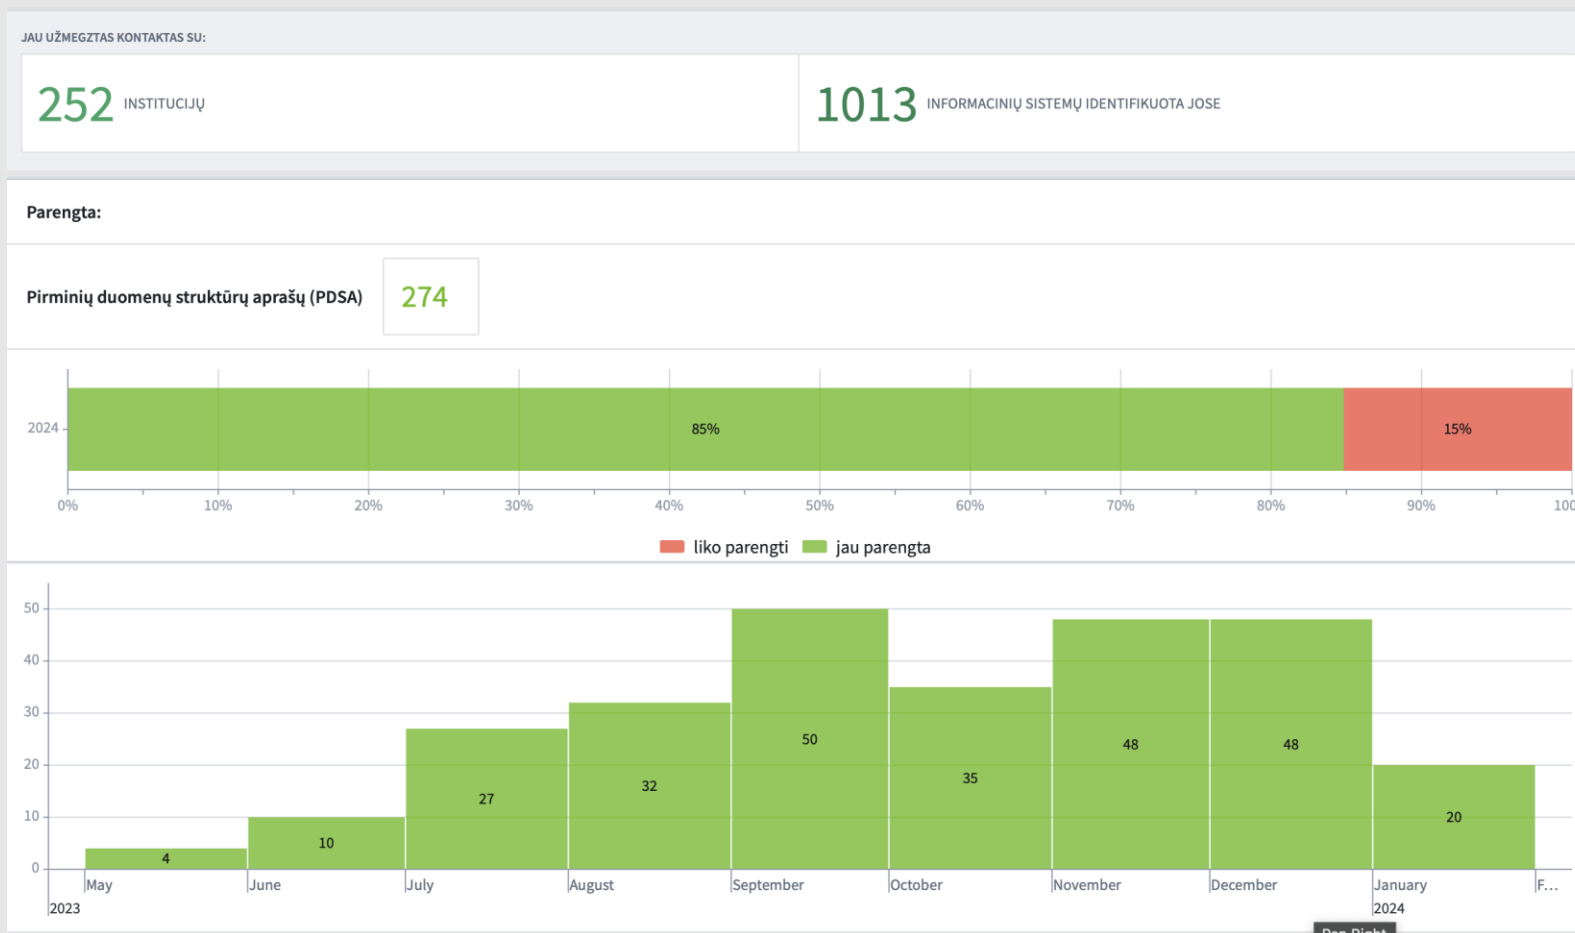 JAU UŽMEGZTAS KONTAKTAS SU:
252 INSTITUCIJŲ
1013 INFORMACINIŲ SISTEMŲ IDENTIFIKUOTA JOSE
Parengta:
Pirminių duomenų struktūrų aprašų (PDSA) 274
2024
85%
15%
0% 10% 20% 30% 40% 50% 60% 70% 80% 90% 100
liko parengti jau parengta
50
40
30
20
10
0
4 10 27 32 50 35 48 48 20
May June July August September October November December January F...
2023 2024